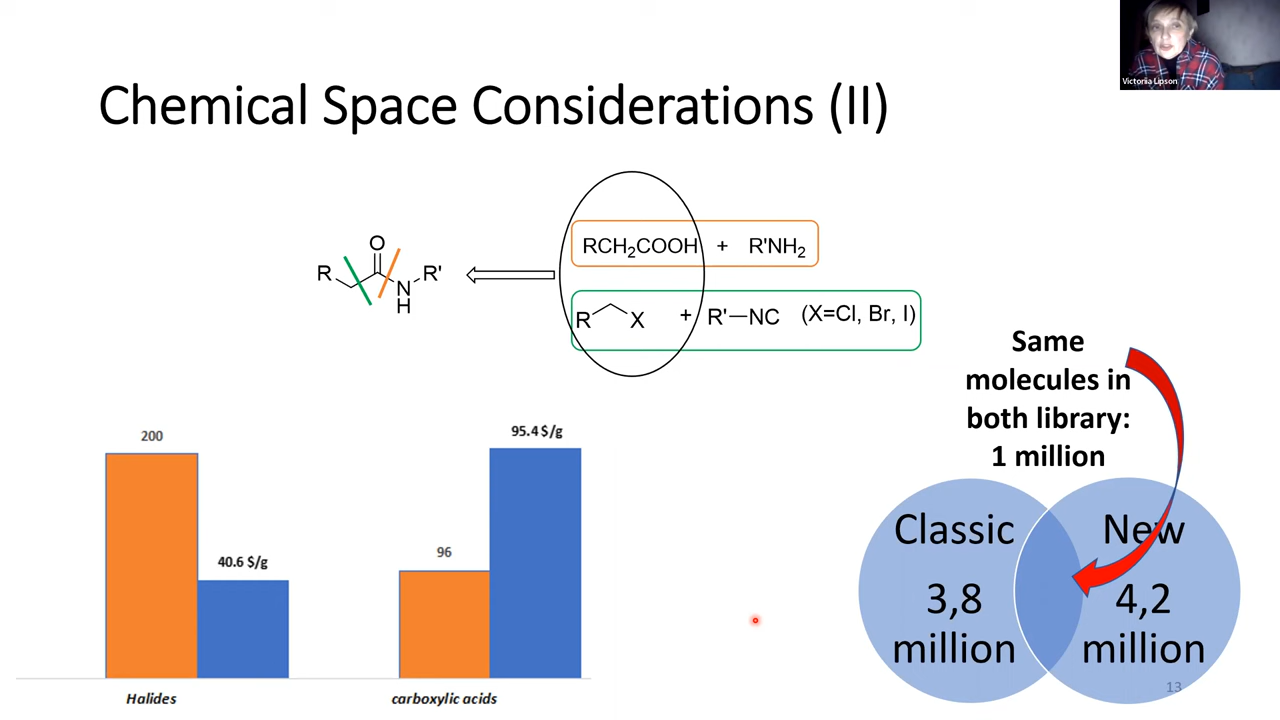 Victoriia Lipson
Chemical Space Considerations (II)
O
R
N
H
R'
RCH₂COOH + R'NH₂
R X + R'—NC (X=Cl, Br, I)
Same
molecules in
both library:
1 million
200
40.6 $/g
96
95.4 $/g
Halides
carboxylic acids
Classic
3,8
million
New
4,2
million
13